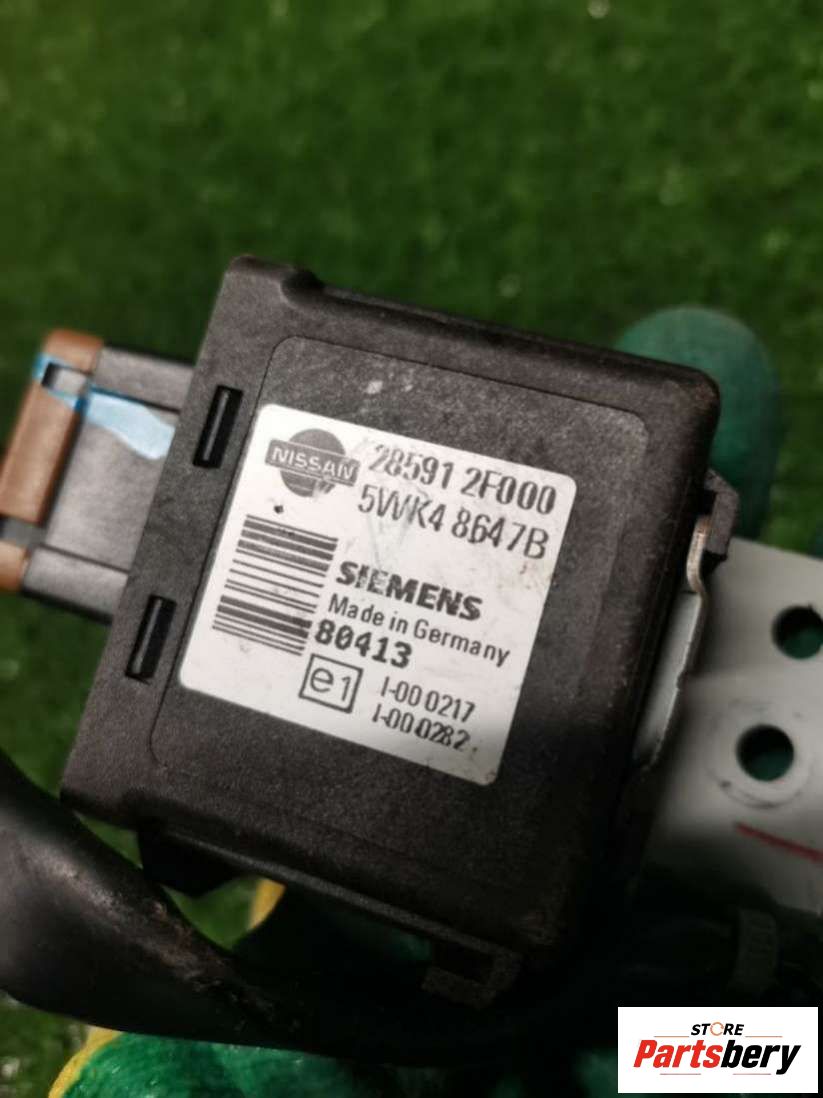 NISSAN
28591 2F000
5WK4 8647B
SIEMENS
Made in Germany
80413
e1
I-00 0217
I-00 0282
STORE
Partsbery